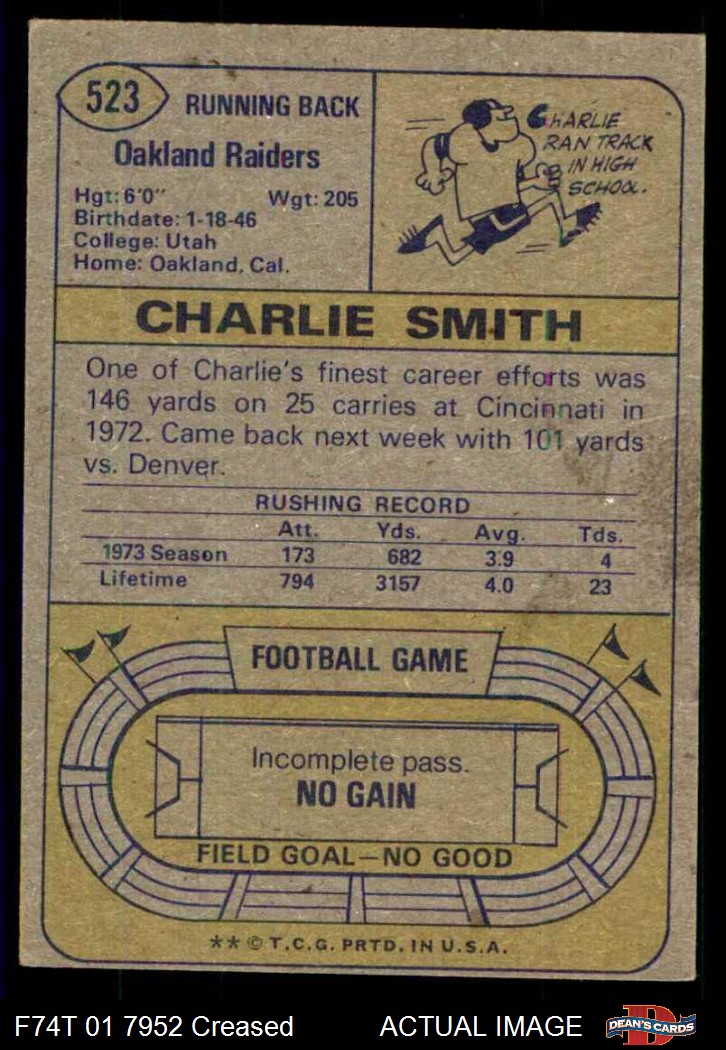 523
RUNNING BACK
Oakland Raiders
Hgt: 6'0" Wgt: 205
Birthdate: 1-18-46
College: Utah
Home: Oakland, Cal.
CHARLIE
RAN TRACK
IN HIGH
SCHOOL.
CHARLIE SMITH
One of Charlie's finest career efforts was
146 yards on 25 carries at Cincinnati in
1972. Came back next week with 101 yards
vs. Denver.
RUSHING RECORD
Att. Yds. Avg. Tds.
1973 Season 173 682 3.9 4
Lifetime 794 3157 4.0 23
FOOTBALL GAME
Incomplete pass.
NO GAIN
FIELD GOAL—NO GOOD
** © T.C.G. PRTD. IN U.S.A.
F74T 01 7952 Creased ACTUAL IMAGE
D
DEAN'S CARDS